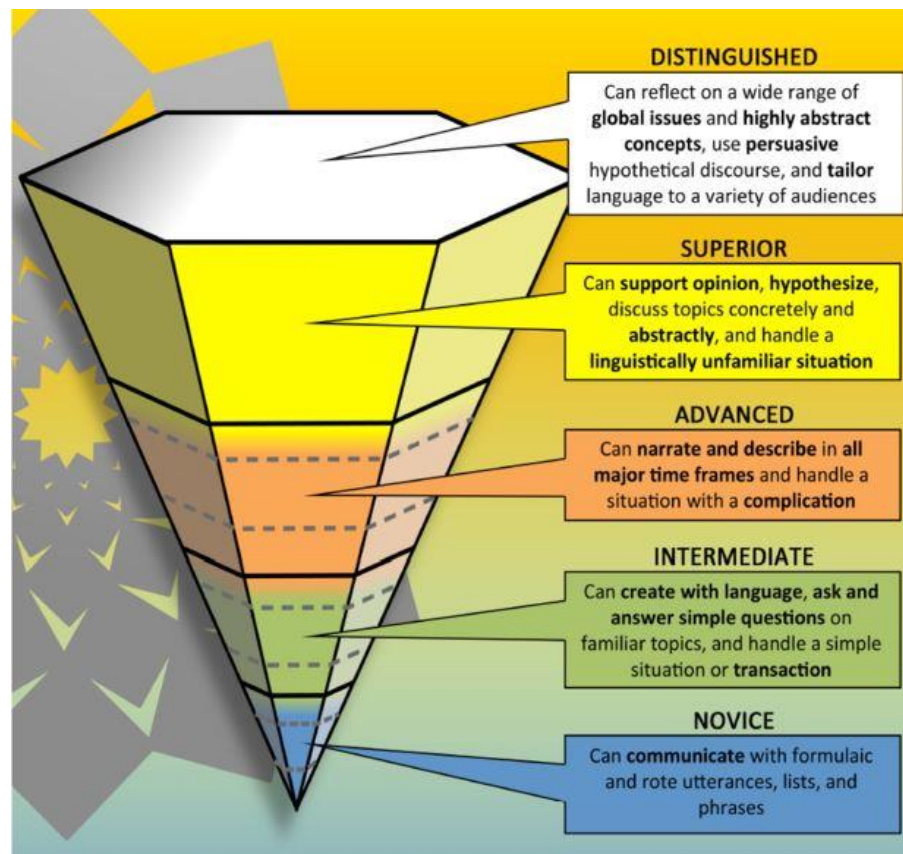 DISTINGUISHED
Can reflect on a wide range of
global issues and highly abstract
concepts, use persuasive
hypothetical discourse, and tailor
language to a variety of audiences
SUPERIOR
Can support opinion, hypothesize,
discuss topics concretely and
abstractly, and handle a
linguistically unfamiliar situation
ADVANCED
Can narrate and describe in all
major time frames and handle a
situation with a complication
INTERMEDIATE
Can create with language, ask and
answer simple questions on
familiar topics, and handle a simple
situation or transaction
NOVICE
Can communicate with formulaic
and rote utterances, lists, and
phrases